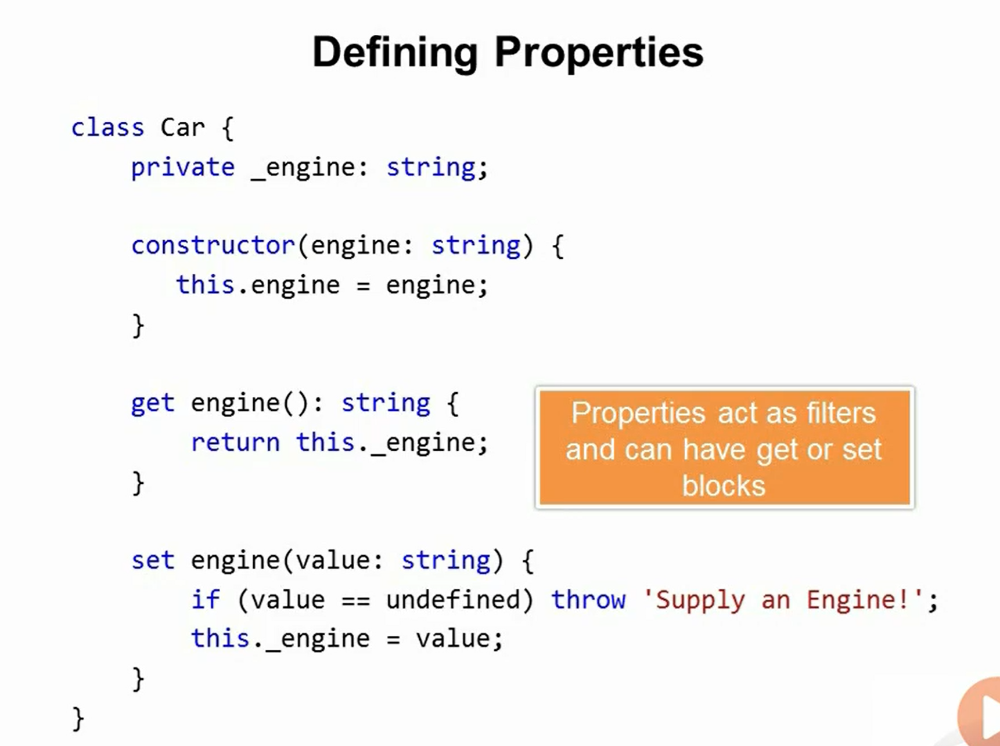 Defining Properties
class Car {
private _engine: string;
constructor(engine: string) {
this.engine = engine;
}
get engine(): string {
return this._engine;
}
Properties act as filters
and can have get or set
blocks
set engine(value: string) {
if (value == undefined) throw 'Supply an Engine!';
this._engine = value;
}
}